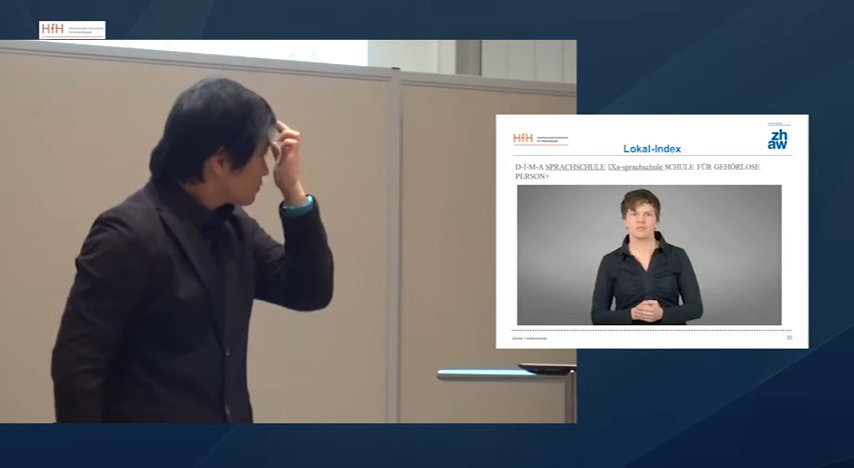 HfH
HfH
zh
aw
Lokal-Index
D-I-M-A SPRACHSCHULE IXa-sprachschule SCHULE FÜR GEHÖRLOSE
PERSON+
30